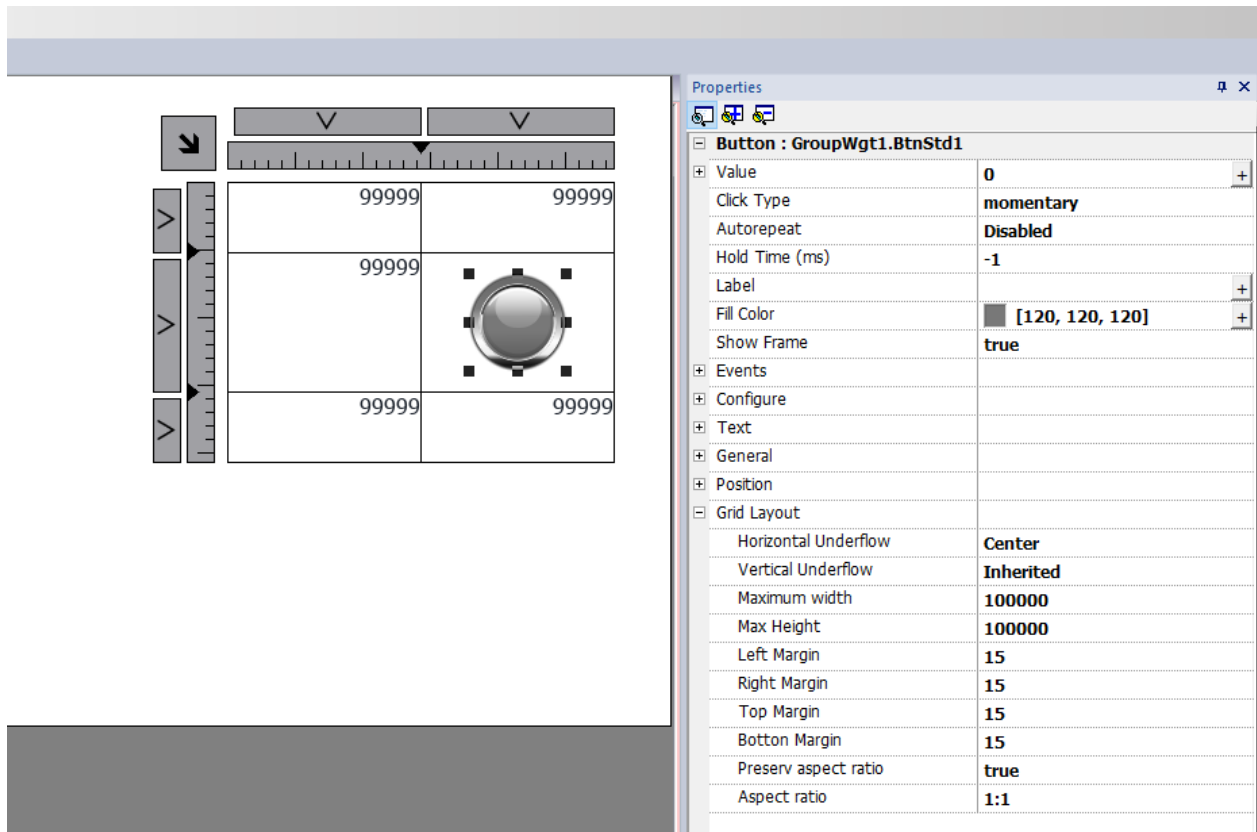 Properties
Button : GroupWgt1.BtnStd1
Value 0
Click Type momentary
Autorepeat Disabled
Hold Time (ms) -1
Label
Fill Color [120, 120, 120]
Show Frame true
Events
Configure
Text
General
Position
Grid Layout
Horizontal Underflow Center
Vertical Underflow Inherited
Maximum width 100000
Max Height 100000
Left Margin 15
Right Margin 15
Top Margin 15
Botton Margin 15
Preserv aspect ratio true
Aspect ratio 1:1
99999 99999
99999
99999 99999